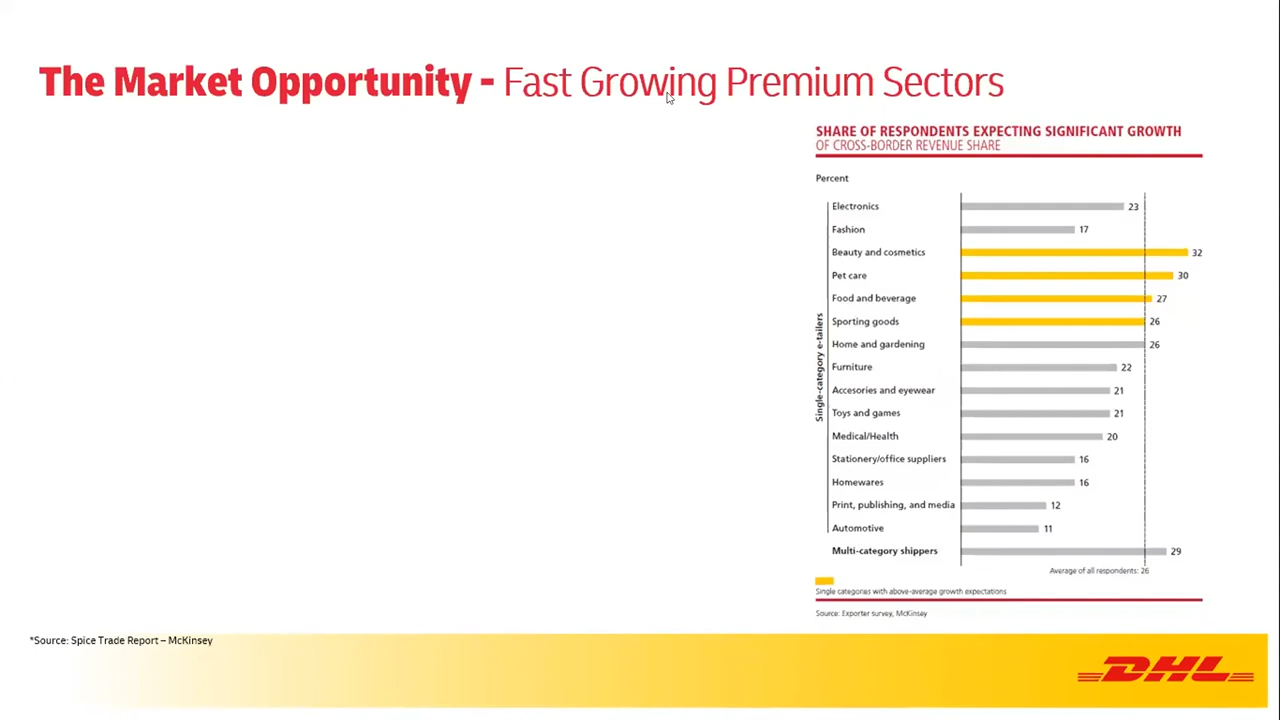 The Market Opportunity - Fast Growing Premium Sectors
SHARE OF RESPONDENTS EXPECTING SIGNIFICANT GROWTH
OF CROSS-BORDER REVENUE SHARE
Percent
Single-category e-tailers
Electronics 23
Fashion 17
Beauty and cosmetics 32
Pet care 30
Food and beverage 27
Sporting goods 26
Home and gardening 26
Furniture 22
Accesories and eyewear 21
Toys and games 21
Medical/Health 20
Stationery/office suppliers 16
Homewares 16
Print, publishing, and media 12
Automotive 11
Multi-category shippers 29
Average of all respondents: 26
Single categories with above-average growth expectations
Source: Exporter survey, McKinsey
*Source: Spice Trade Report – McKinsey
DHL